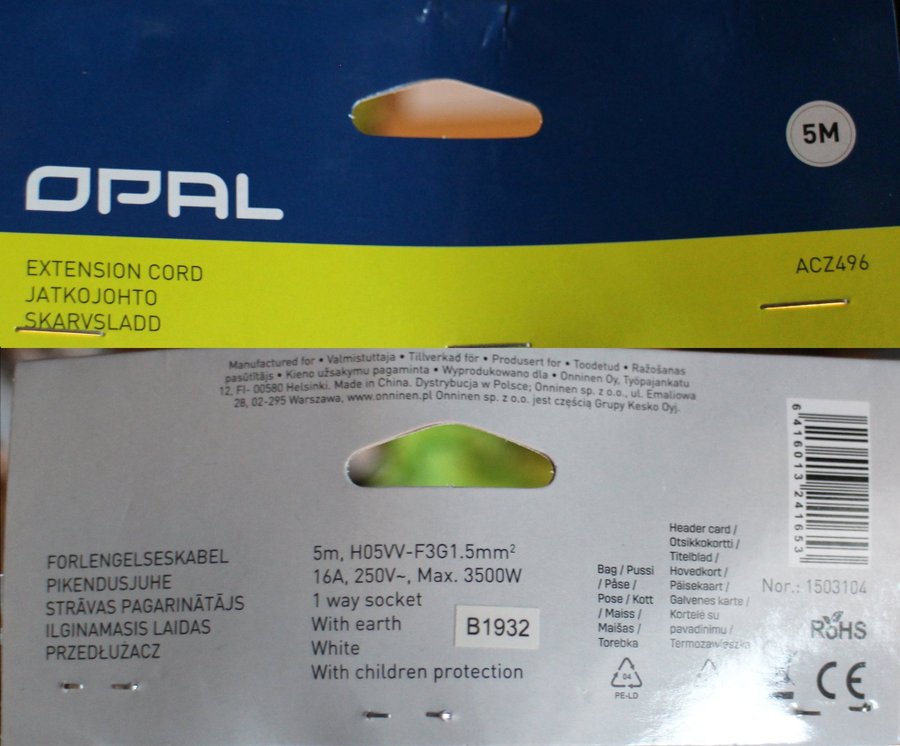 5M
OPAL
EXTENSION CORD
JATKOJOHTO
SKARVSLADD
ACZ496
Manufactured for • Valmistuttaja • Tillverkad för • Produsert for • Toodetud • Ražošanas
pasūtītājs • Kieno užsakymu pagaminta • Wyprodukowano dla • Onninen Oy, Työpajankatu
12, FI- 00580 Helsinki. Made in China. Dystrybucja w Polsce; Onninen sp. z o.o., ul. Emaliowa
28, 02-295 Warszawa, www.onninen.pl Onninen sp. z o.o. jest częścią Grupy Kesko Oyj.
6 416013 241653
FORLENGELSESKABEL
PIKENDUSJUHE
STRĀVAS PAGARINĀTĀJS
ILGINAMASIS LAIDAS
PRZEDŁUŻACZ
5m, H05VV-F3G1.5mm²
16A, 250V~, Max. 3500W
1 way socket
With earth
White
With children protection
B1932
Bag / Pussi
/ Påse /
Pose / Kott
/ Maiss /
Maišas /
Torebka
04
PE-LD
Header card /
Otsikkokortti /
Titelblad /
Hovedkort /
Päisekaart /
Galvenes karte /
Kortelė su
pavadinimu /
Termozawieszka
Nor.: 1503104
RoHS
CE